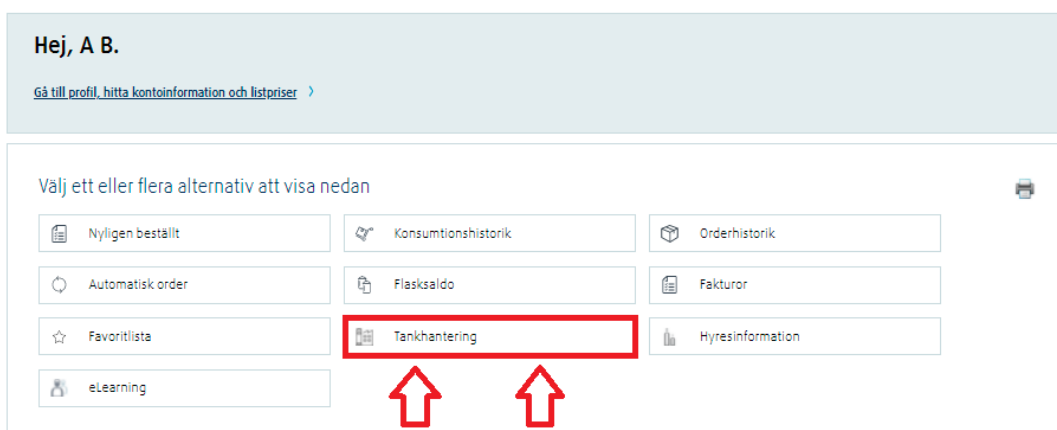 Hej, A B.
Gå till profil, hitta kontoinformation och listpriser
Välj ett eller flera alternativ att visa nedan
Nyligen beställt
Konsumtionshistorik
Orderhistorik
Automatisk order
Flasksaldo
Fakturor
Favoritlista
Tankhantering
Hyresinformation
eLearning